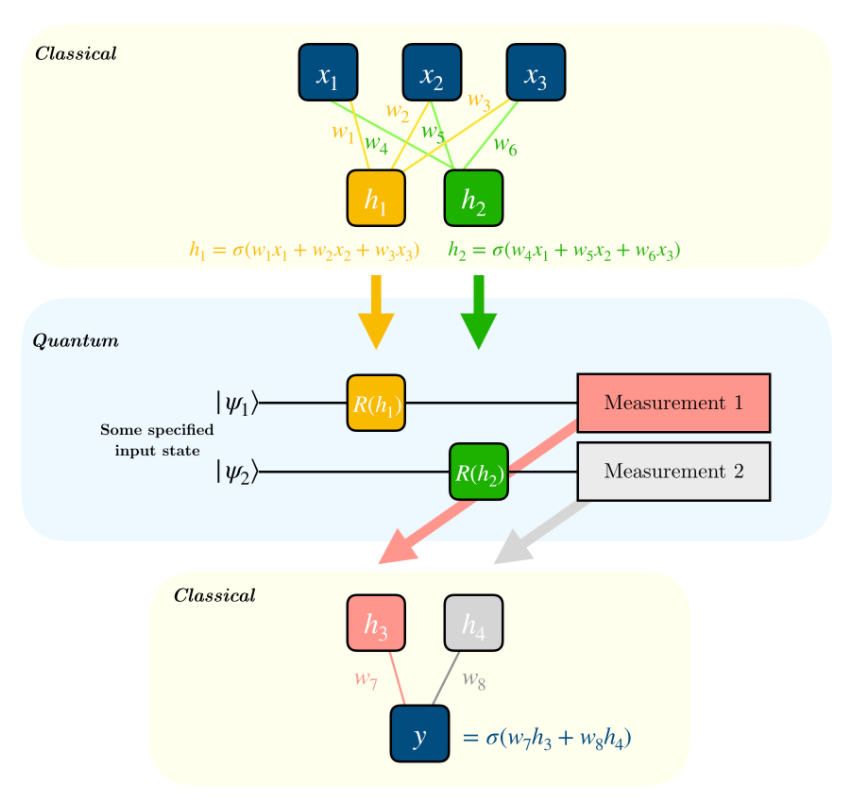 Classical
x₁ x₂ x₃
w₁ w₄ w₂ w₅ w₃ w₆
h₁ h₂
h₁ = σ(w₁x₁ + w₂x₂ + w₃x₃) h₂ = σ(w₄x₁ + w₅x₂ + w₆x₃)
Quantum
|ψ₁⟩ R(h₁) Measurement 1
Some specified
input state
|ψ₂⟩ R(h₂) Measurement 2
Classical
h₃ h₄
w₇ w₈
y = σ(w₇h₃ + w₈h₄)